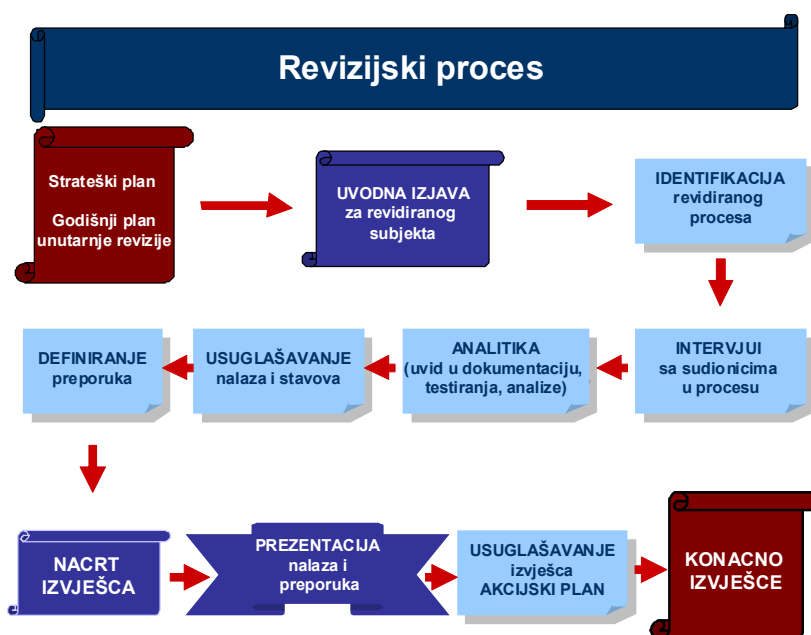 Revizijski proces
Strateški plan
Godišnji plan
unutarnje revizije
UVODNA IZJAVA
za revidiranog
subjekta
IDENTIFIKACIJA
revidiranog
procesa
INTERVJUI
sa sudionicima
u procesu
ANALITIKA
(uvid u dokumentaciju,
testiranja, analize)
USUGLAŠAVANJE
nalaza i stavova
DEFINIRANJE
preporuka
NACRT
IZVJEŠCA
PREZENTACIJA
nalaza i
preporuka
USUGLAŠAVANJE
izvješca
AKCIJSKI PLAN
KONACNO
IZVJEŠCE